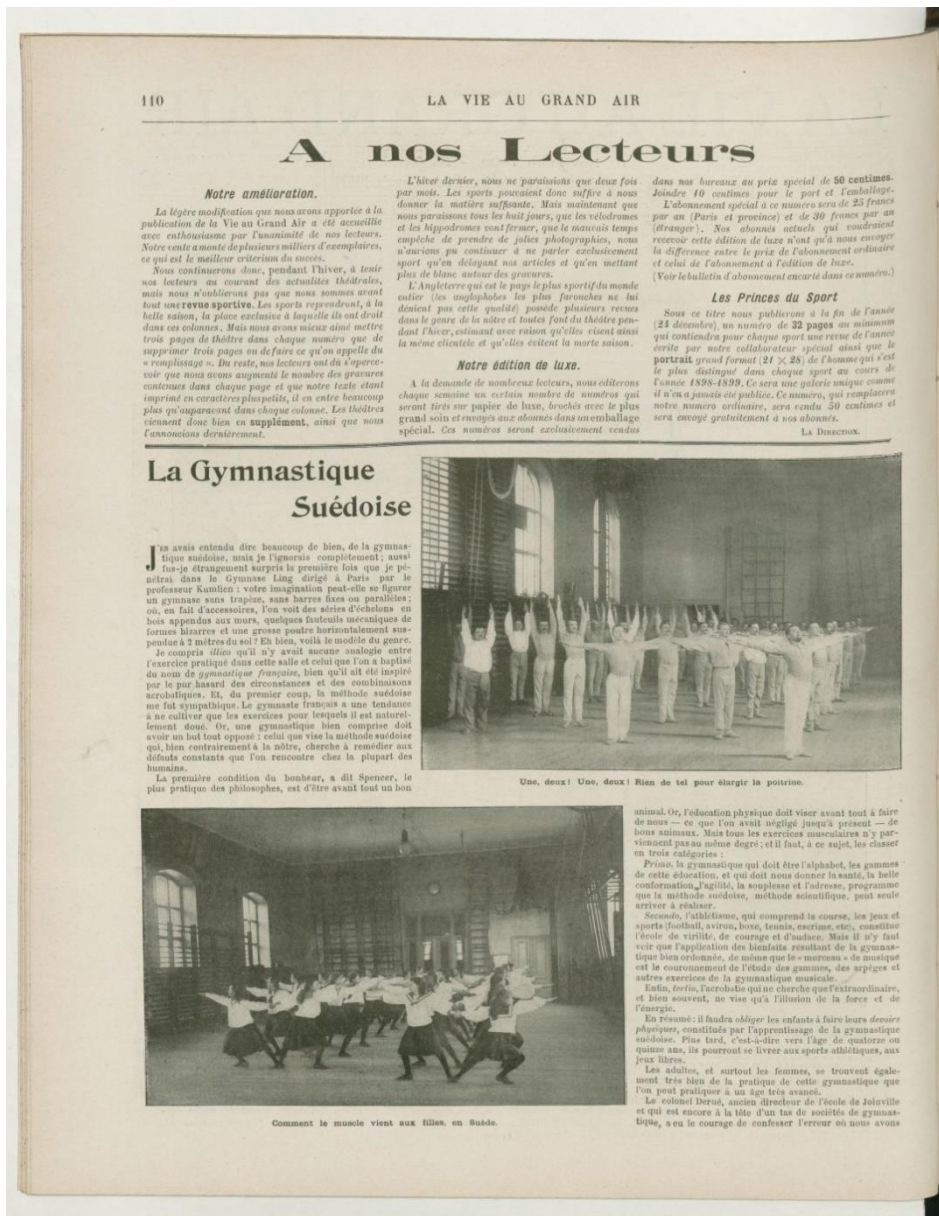 110
LA VIE AU GRAND AIR
A nos Lecteurs
Notre amélioration.
La légère modification que nous avons apportée à la
publication de la Vie au Grand Air a été accueillie
avec enthousiasme par l'unanimité de nos lecteurs.
Notre vente a monté de plusieurs milliers d'exemplaires,
ce qui est le meilleur criterium du succès.
Nous continuerons donc, pendant l'hiver, à tenir
nos lecteurs au courant des actualités théâtrales,
mais nous n'oublierons pas que nous sommes avant
tout une revue sportive. Les sports reprendront, à la
belle saison, la place exclusive à laquelle ils ont droit
dans ces colonnes. Mais nous avons mieux aimé mettre
trois pages de théâtre dans chaque numéro que de
supprimer trois pages ou de faire ce qu'on appelle du
« remplissage ». Du reste, nos lecteurs ont dû s'aperce-
voir que nous avons augmenté le nombre des gravures
contenues dans chaque page et que notre texte étant
imprimé en caractères plus petits, il en entre beaucoup
plus qu'auparavant dans chaque colonne. Les théâtres
viennent donc bien en supplément, ainsi que nous
l'annoncions dernièrement.
L'hiver dernier, nous ne paraissions que deux fois
par mois. Les sports pouvaient donc suffire à nous
donner la matière suffisante. Mais maintenant que
nous paraissons tous les huit jours, que les vélodromes
et les hippodromes vont fermer, que le mauvais temps
empêche de prendre de jolies photographies, nous
n'aurions pu continuer à ne parler exclusivement
sport qu'en délayant nos articles et qu'en mettant
plus de blanc autour des gravures.
L'Angleterre qui est le pays le plus sportif du monde
entier (les anglophobes les plus farouches ne lui
dénient pas cette qualité) possède plusieurs revues
dans le genre de la nôtre et toutes font du théâtre pen-
dant l'hiver, estimant avec raison qu'elles visent ainsi
la même clientèle et qu'elles évitent la morte saison.
Notre édition de luxe.
A la demande de nombreux lecteurs, nous éditerons
chaque semaine un certain nombre de numéros qui
seront tirés sur papier de luxe, brochés avec le plus
grand soin et envoyés aux abonnés dans un emballage
spécial. Ces numéros seront exclusivement vendus
dans nos bureaux au prix spécial de 50 centimes.
Joindre 10 centimes pour le port et l'emballage.
L'abonnement spécial à ce numéro sera de 25 francs
par an (Paris et province) et de 30 francs par an
(étranger). Nos abonnés actuels qui voudraient
recevoir cette édition de luxe n'ont qu'à nous envoyer
la différence entre le prix de l'abonnement ordinaire
et celui de l'abonnement à l'édition de luxe.
(Voir le bulletin d'abonnement encarté dans ce numéro.)
Les Princes du Sport
Sous ce titre nous publierons à la fin de l'année
(24 décembre), un numéro de 32 pages au minimum
qui contiendra pour chaque sport une revue de l'année
écrite par notre collaborateur spécial ainsi que le
portrait grand format (21 × 28) de l'homme qui s'est
le plus distingué dans chaque sport au cours de
l'année 1898-1899. Ce sera une galerie unique comme
il n'en a jamais été publiée. Ce numéro, qui remplacera
notre numéro ordinaire, sera vendu 50 centimes et
sera envoyé gratuitement à nos abonnés.
LA DIRECTION.
La Gymnastique
Suédoise
J'EN avais entendu dire beaucoup de bien, de la gymnas-
tique suédoise, mais je l'ignorais complètement ; aussi
fus-je étrangement surpris la première fois que je pé-
nétrai dans le Gymnase Ling dirigé à Paris par le
professeur Kumlien : votre imagination peut-elle se figurer
un gymnase sans trapèze, sans barres fixes ou parallèles ;
où, en fait d'accessoires, l'on voit des séries d'échelons en
bois appendus aux murs, quelques fauteuils mécaniques de
formes bizarres et une grosse poutre horizontalement sus-
pendue à 2 mètres du sol ? Eh bien, voilà le modèle du genre.
Je compris illico qu'il n'y avait aucune analogie entre
l'exercice pratiqué dans cette salle et celui que l'on a baptisé
du nom de gymnastique française, bien qu'il ait été inspiré
par le pur hasard des circonstances et des combinaisons
acrobatiques. Et, du premier coup, la méthode suédoise
me fut sympathique. Le gymnaste français a une tendance
à ne cultiver que les exercices pour lesquels il est naturel-
lement doué. Or, une gymnastique bien comprise doit
avoir un but tout opposé : celui que vise la méthode suédoise
qui, bien contrairement à la nôtre, cherche à remédier aux
défauts constants que l'on rencontre chez la plupart des
humains.
La première condition du bonheur, a dit Spencer, le
plus pratique des philosophes, est d'être avant tout un bon
Une, deux ! Une, deux ! Rien de tel pour élargir la poitrine.
Comment le muscle vient aux filles, en Suède.
animal. Or, l'éducation physique doit viser avant tout à faire
de nous — ce que l'on avait négligé jusqu'à présent — de
bons animaux. Mais tous les exercices musculaires n'y par-
viennent pas au même degré ; et il faut, à ce sujet, les classer
en trois catégories :
Primo, la gymnastique qui doit être l'alphabet, les gammes
de cette éducation, et qui doit nous donner la santé, la belle
conformation, l'agilité, la souplesse et l'adresse, programme
que la méthode suédoise, méthode scientifique, peut seule
arriver à réaliser.
Secundo, l'athlétisme, qui comprend la course, les jeux et
sports (football, aviron, boxe, tennis, escrime, etc), constitue
l'école de virilité, de courage et d'audace. Mais il n'y faut
voir que l'application des bienfaits résultant de la gymnas-
tique bien ordonnée, de même que le « morceau » de musique
est le couronnement de l'étude des gammes, des arpèges et
autres exercices de la gymnastique musicale.
Enfin, tertio, l'acrobatie qui ne cherche que l'extraordinaire,
et bien souvent, ne vise qu'à l'illusion de la force et de
l'énergie.
En résumé : il faudra obliger les enfants à faire leurs devoirs
physiques, constitués par l'apprentissage de la gymnastique
suédoise. Plus tard, c'est-à-dire vers l'âge de quatorze ou
quinze ans, ils pourront se livrer aux sports athlétiques, aux
jeux libres.
Les adultes, et surtout les femmes, se trouvent égale-
ment très bien de la pratique de cette gymnastique que
l'on peut pratiquer à un âge très avancé.
Le colonel Derué, ancien directeur de l'école de Joinville
et qui est encore à la tête d'un tas de sociétés de gymnas-
tique, a eu le courage de confesser l'erreur où nous avons